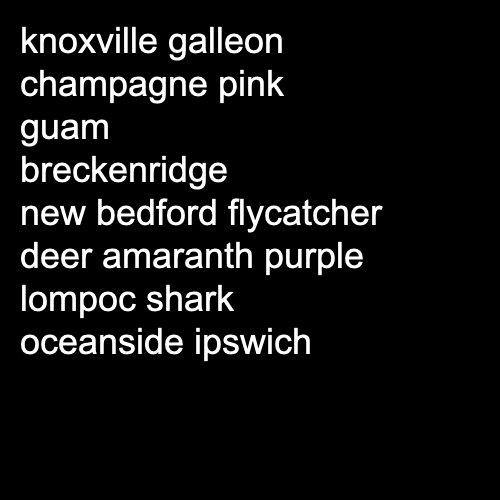 knoxville galleon
champagne pink
guam
breckenridge
new bedford flycatcher
deer amaranth purple
lompoc shark
oceanside ipswich